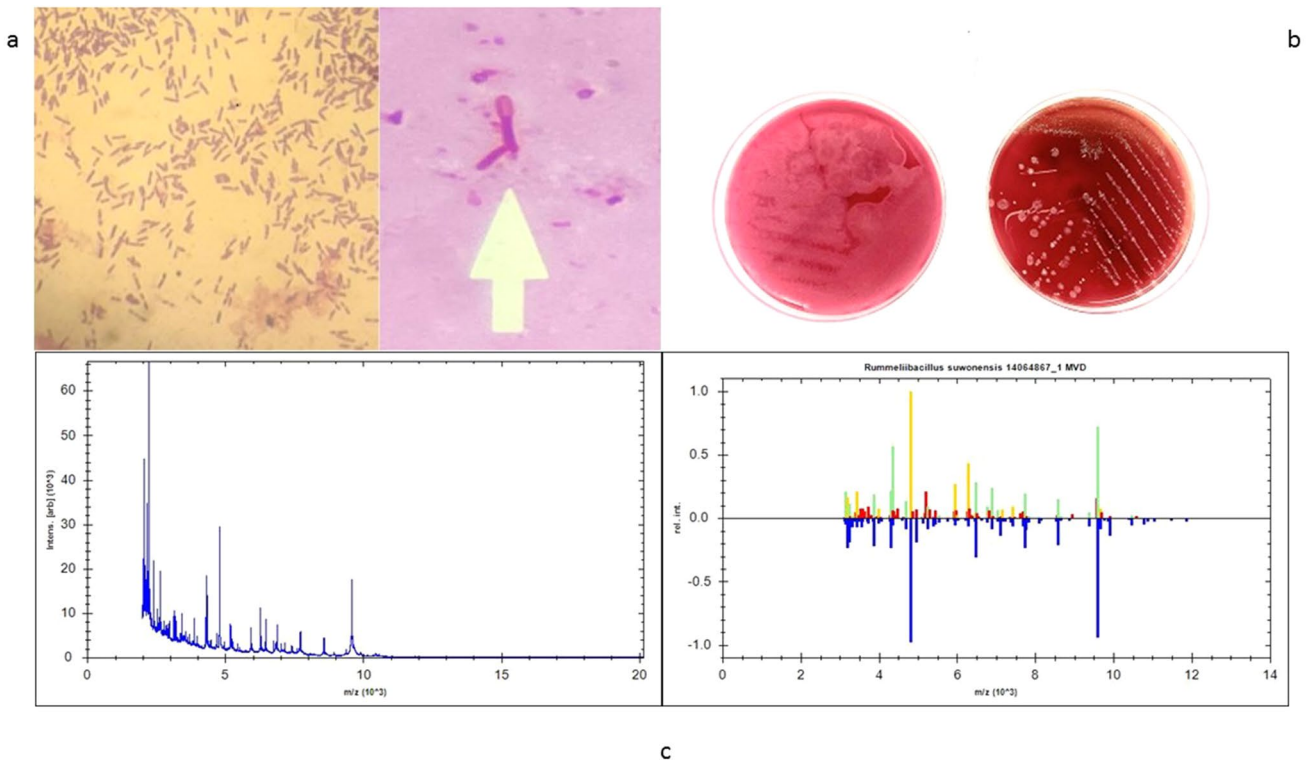 a
b
60
50
40
30
20
10
0
Intens. [arb] (10^3)
0 5 10 15 20
m/z (10^3)
Rummeliibacillus suwonensis 14064867_1 MVD
1.0
0.5
0.0
-0.5
-1.0
rel. int.
0 2 4 6 8 10 12 14
m/z (10^3)
c